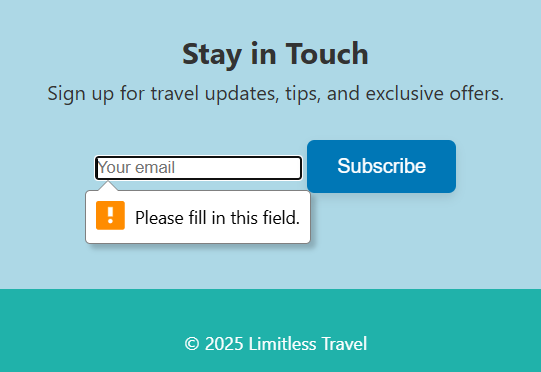 Stay in Touch
Sign up for travel updates, tips, and exclusive offers.
Your email
Subscribe
! Please fill in this field.
© 2025 Limitless Travel